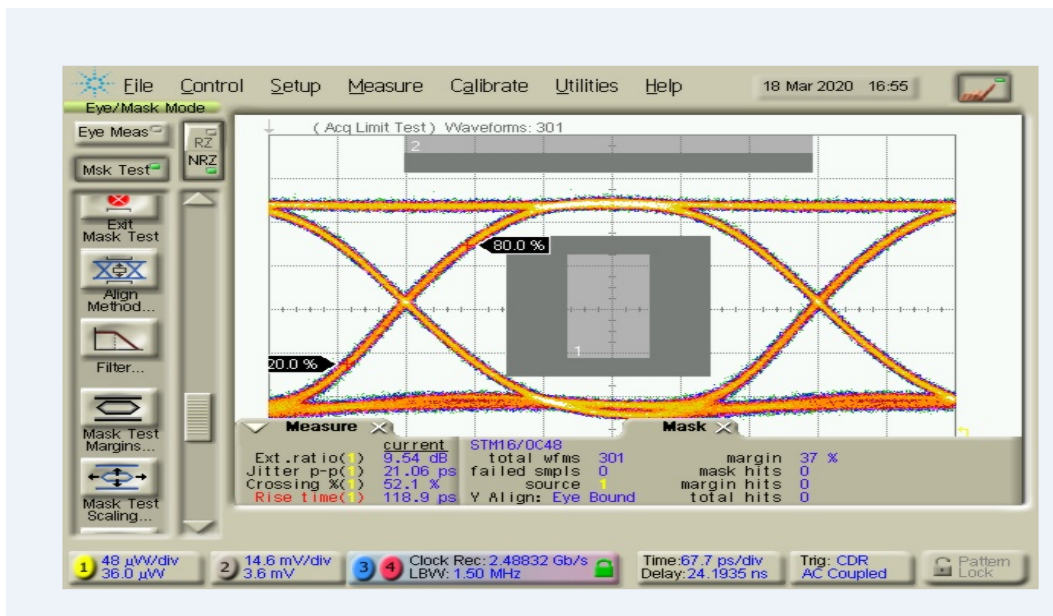 File Control Setup Measure Calibrate Utilities Help 18 Mar 2020 16:55
Eye/Mask Mode
Eye Meas
RZ
NRZ
Msk Test
Exit
Mask Test
Align
Method...
Filter...
Mask Test
Margins...
Mask Test
Scaling...
( Acq Limit Test ) Waveforms: 301
2
80.0 %
1
20.0 %
Measure
Mask
current
Ext.ratio(1) 9.54 dB
Jitter p-p(1) 21.06 ps
Crossing %(1) 52.1 %
Rise time(1) 118.9 ps
STM16/OC48
total wfms 301
failed smpls 0
source 1
Y Align: Eye Bound
margin 37 %
mask hits 0
margin hits 0
total hits 0
1 48 µW/div
36.0 µW
2 14.6 mV/div
3.6 mV
3 4 Clock Rec: 2.48832 Gb/s
LBW: 1.50 MHz
Time:67.7 ps/div
Delay:24.1935 ns
Trig: CDR
AC Coupled
Pattern
Lock